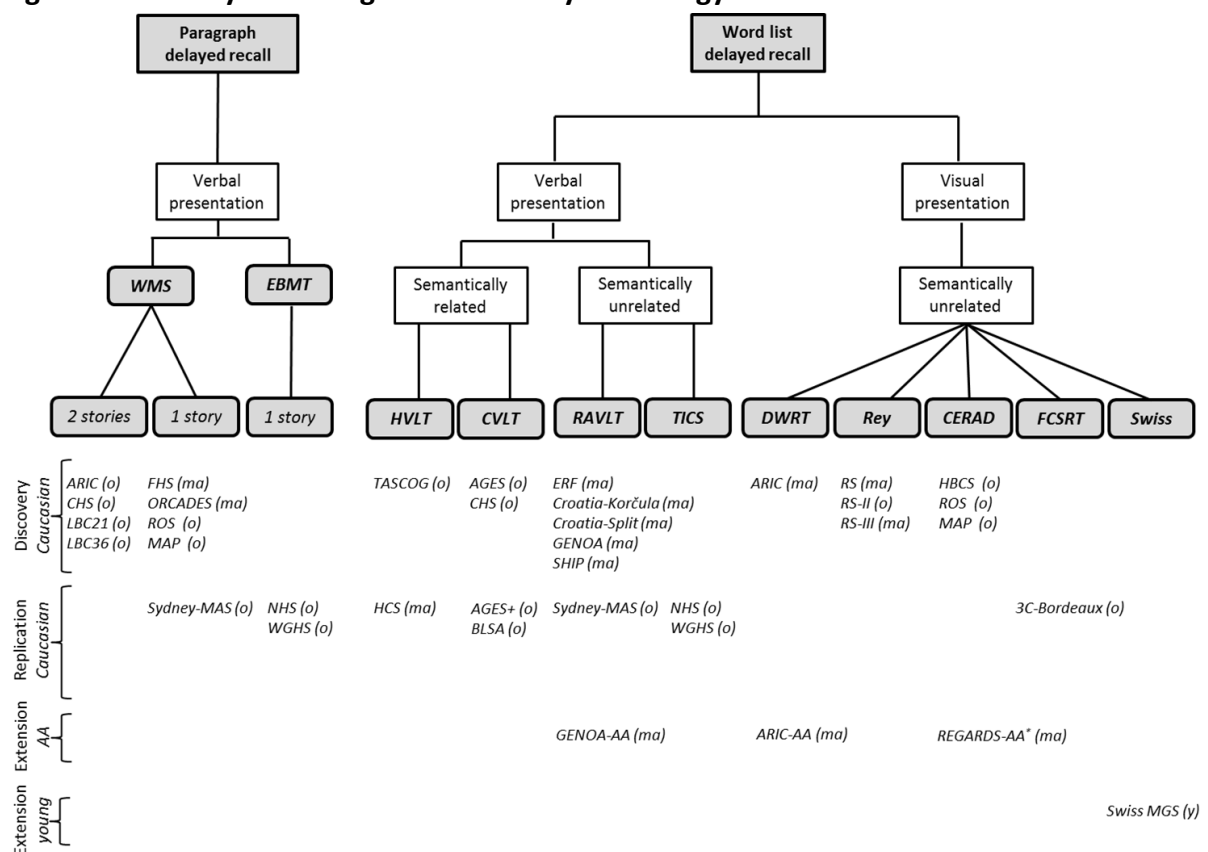 Paragraph
delayed recall
Word list
delayed recall
Verbal
presentation
Verbal
presentation
Visual
presentation
WMS
EBMT
Semantically
related
Semantically
unrelated
Semantically
unrelated
2 stories
1 story
1 story
HVLT
CVLT
RAVLT
TICS
DWRT
Rey
CERAD
FCSRT
Swiss
Discovery
Caucasian
ARIC (o)
CHS (o)
LBC21 (o)
LBC36 (o)
FHS (ma)
ORCADES (ma)
ROS (o)
MAP (o)
TASCOG (o)
AGES (o)
CHS (o)
ERF (ma)
Croatia-Korčula (ma)
Croatia-Split (ma)
GENOA (ma)
SHIP (ma)
ARIC (ma)
RS (ma)
RS-II (o)
RS-III (ma)
HBCS (o)
ROS (o)
MAP (o)
Replication
Caucasian
Sydney-MAS (o)
NHS (o)
WGHS (o)
HCS (ma)
AGES+ (o)
BLSA (o)
Sydney-MAS (o)
NHS (o)
WGHS (o)
3C-Bordeaux (o)
Extension
AA
GENOA-AA (ma)
ARIC-AA (ma)
REGARDS-AA* (ma)
Extension
young
Swiss MGS (y)